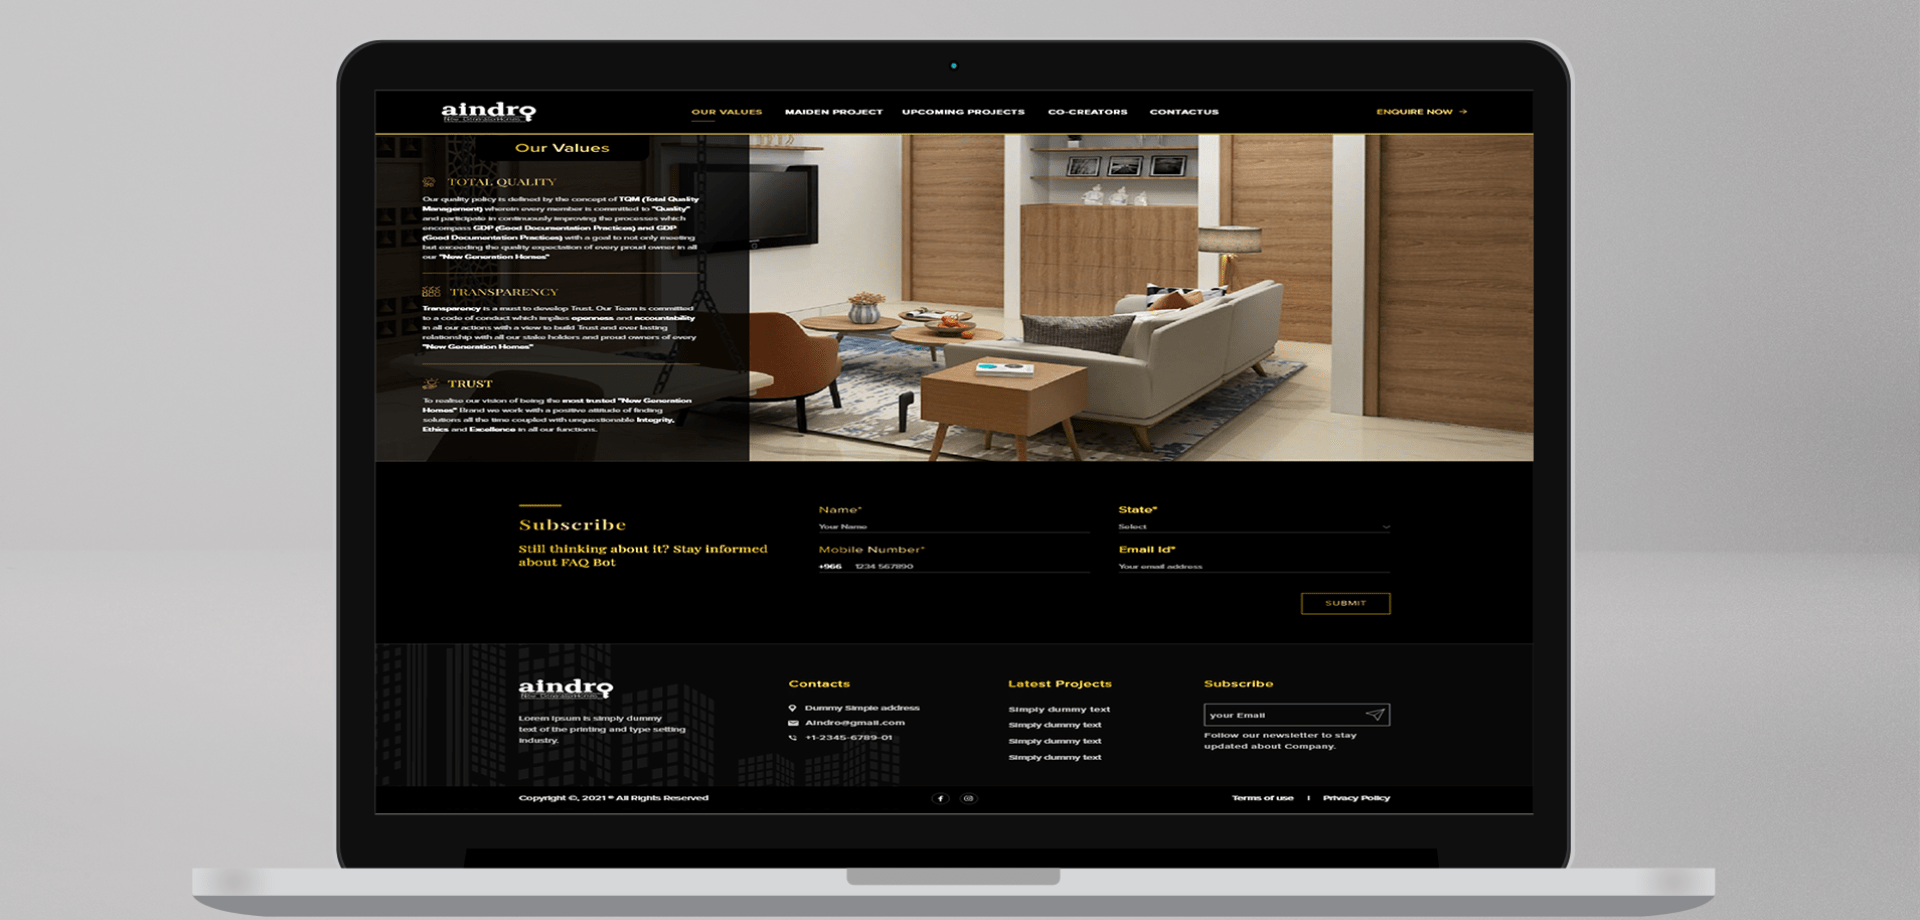 aindro
New Generation Homes
OUR VALUES
MAIDEN PROJECT
UPCOMING PROJECTS
CO-CREATORS
CONTACTUS
ENQUIRE NOW →
Our Values
TOTAL QUALITY
Our quality policy is defined by the concept of TQM (Total Quality
Management) wherein every member is committed to "Quality"
and participate in continuously improving the processes which
encompass GDP (Good Documentation Practices) and GDP
(Good Documentation Practices) with a goal to not only meeting
but exceeding the quality expectation of every proud owner in all
our "New Generation Homes"
TRANSPARENCY
Transparency is a must to develop Trust. Our Team is committed
to a code of conduct which implies openness and accountability
in all our actions with a view to build Trust and ever lasting
relationship with all our stake holders and proud owners of every
"New Generation Homes"
TRUST
To realise our vision of being the most trusted "New Generation
Homes" Brand we work with a positive attitude of finding
solutions all the time coupled with unquestionable Integrity,
Ethics and Excellence in all our functions.
Subscribe
Still thinking about it? Stay informed
about FAQ Bot
Name*
Your Name
State*
Select
Mobile Number*
+966 1234 567890
Email Id*
Your email address
SUBMIT
aindro
New Generation Homes
Lorem Ipsum is simply dummy
text of the printing and type setting
industry.
Contacts
Dummy Simple address
Aindro@gmail.com
+1-2345-6789-01
Latest Projects
Simply dummy text
Simply dummy text
Simply dummy text
Simply dummy text
Subscribe
your Email
Follow our newsletter to stay
updated about Company.
Copyright ©, 2021 * All Rights Reserved
Terms of use | Privacy Policy